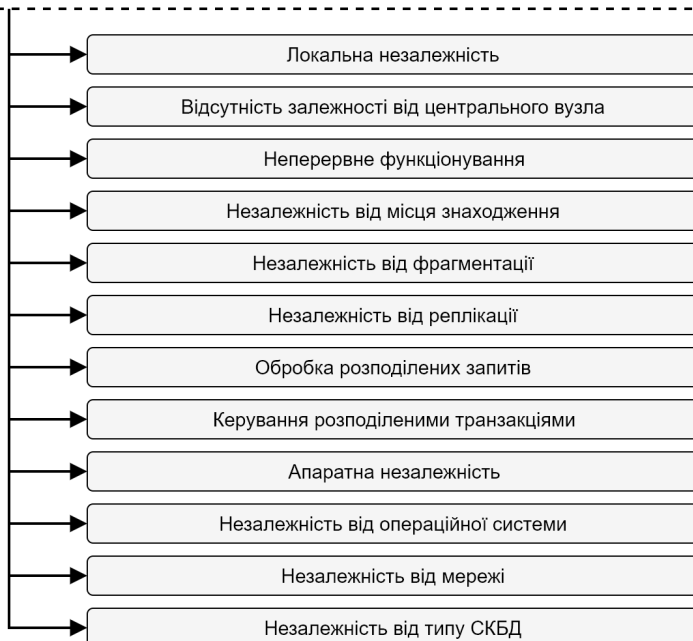 Локальна незалежність
Відсутність залежності від центрального вузла
Неперервне функціонування
Незалежність від місця знаходження
Незалежність від фрагментації
Незалежність від реплікації
Обробка розподілених запитів
Керування розподіленими транзакціями
Апаратна незалежність
Незалежність від операційної системи
Незалежність від мережі
Незалежність від типу СКБД